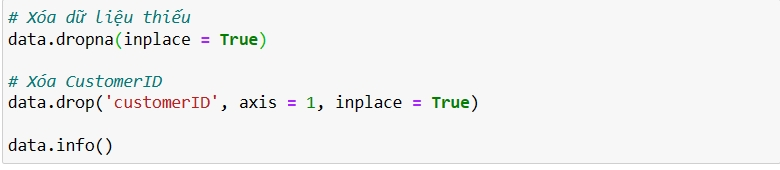 # Xóa dữ liệu thiếu
data.dropna(inplace = True)
# Xóa CustomerID
data.drop('customerID', axis = 1, inplace = True)
data.info()